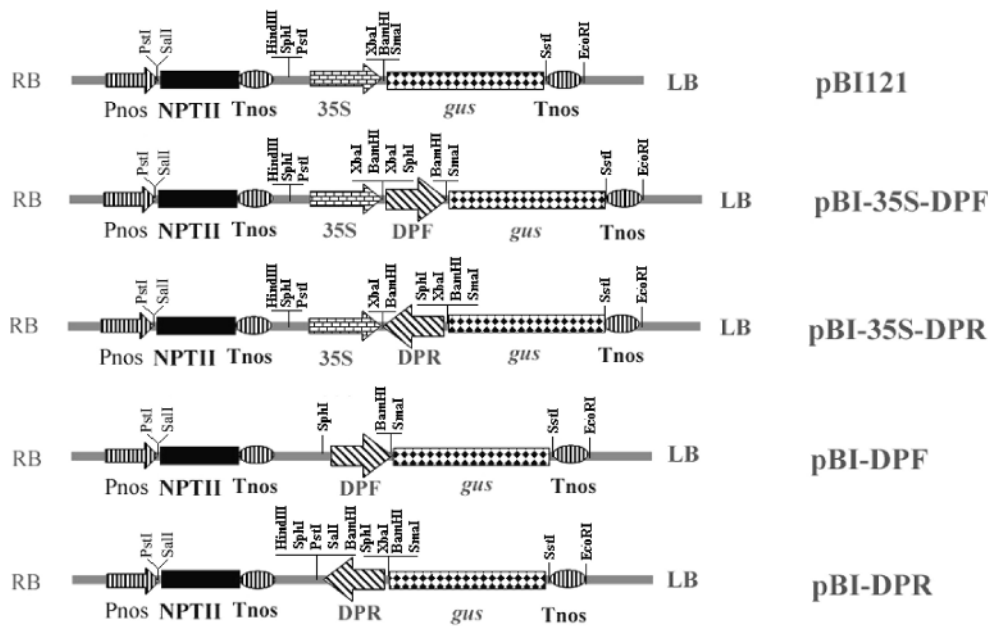 PstI SalI HindIII SphI PstI XbaI BamHI SmaI SstI EcoRI
RB LB pBI121
Pnos NPTII Tnos 35S gus Tnos
PstI SalI HindIII SphI PstI XbaI BamHI XbaI SphI BamHI SmaI SstI EcoRI
RB LB pBI-35S-DPF
Pnos NPTII Tnos 35S DPF gus Tnos
PstI SalI HindIII SphI PstI XbaI BamHI SphI XbaI BamHI SmaI SstI EcoRI
RB LB pBI-35S-DPR
Pnos NPTII Tnos 35S DPR gus Tnos
PstI SalI SphI BamHI SmaI SstI EcoRI
RB LB pBI-DPF
Pnos NPTII Tnos DPF gus Tnos
PstI SalI HindIII SphI PstI SalI BamHI SphI XbaI BamHI SmaI SstI EcoRI
RB LB pBI-DPR
Pnos NPTII Tnos DPR gus Tnos